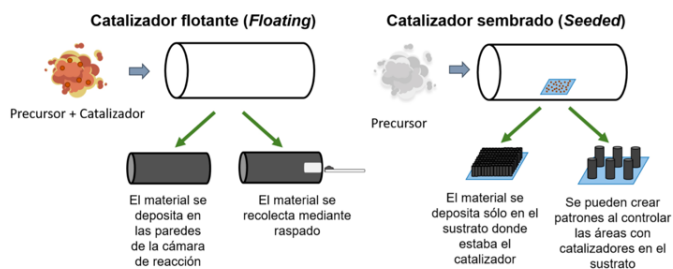 Catalizador flotante (Floating)
Precursor + Catalizador
El material se
deposita en
las paredes
de la cámara
de reacción
El material se
recolecta mediante
raspado
Catalizador sembrado (Seeded)
Precursor
El material se
deposita sólo en el
sustrato donde
estaba el
catalizador
Se pueden crear
patrones al controlar
las áreas con
catalizadores en el
sustrato